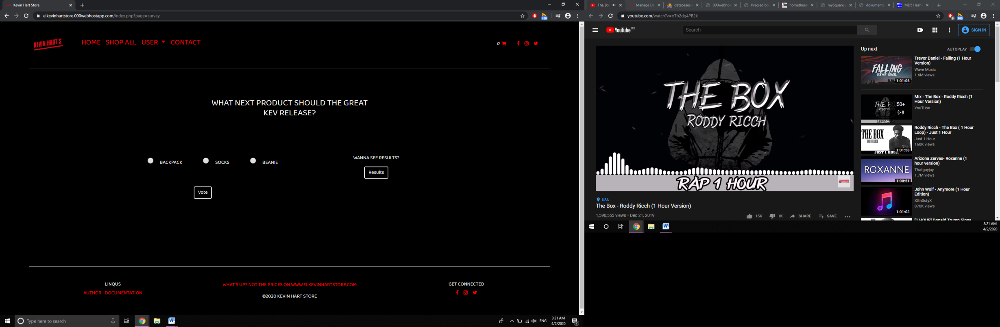 Kevin Hart Store
elkevinhartstore.000webhostapp.com/index.php?page=survey
100
KEVIN HART'S
HOME SHOP ALL USER CONTACT
0
WHAT NEXT PRODUCT SHOULD THE GREAT
KEV RELEASE?
BACKPACK SOCKS BEANIE
Vote
WANNA SEE RESULTS?
Results
LINQUS
AUTHOR DOCUMENTATION
WHAT'S UP? NOT THE PRICES ON WWW.ELKEVINHARTSTORE.COM
©2020 KEVIN HART STORE
GET CONNECTED
Type here to search
ENG
3:21 AM
4/2/2020
2
The Bo
Manage Da
databases-
000webhos
Pregled bo
hometheat
mySquare.p
dokumenta
MD5 Hash
youtube.com/watch?v=oTb2dg4PB2k
8
100
YouTube RS
Search
SIGN IN
THE BOX
RODDY RICCH
RAP 1 HOUR
USA
The Box - Roddy Ricch (1 Hour Version)
1,590,555 views • Dec 21, 2019
15K 1K SHARE SAVE
Up next
AUTOPLAY
FALLING
TREVOR DANIEL
1:01:06
Trevor Daniel - Falling (1 Hour
Version)
Wave Music
1.6M views
50+
Mix - The Box - Roddy Ricch (1
Hour Version)
YouTube
THE BOX
RODDY RICCH
JUST 1 HOUR
1:01:58
Roddy Ricch - The Box ( 1 Hour
Loop) - Just 1 Hour
Just 1 Hour
160K views
ROXANNE
1:00:51
Arizona Zervas- Roxanne (1
hour version)
Thatguyjay
1.7M views
1:01:03
John Wolf - Anymore (1 Hour
Edition)
XGh0styX
870K views
[1 HOUR] Donald Trump Sings
3:21 AM
4/2/2020